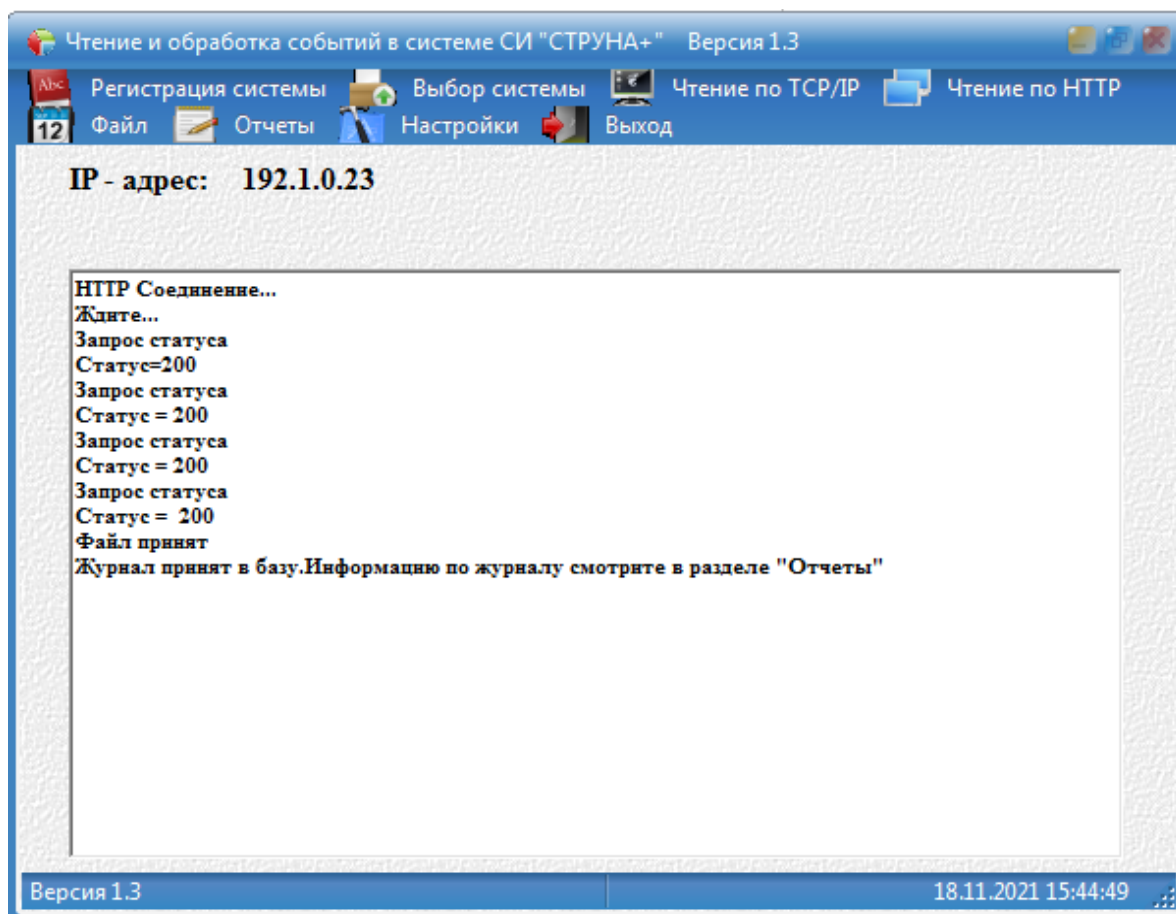 Чтение и обработка событий в системе СИ "СТРУНА+" Версия 1.3
Abc Регистрация системы Выбор системы Чтение по TCP/IP Чтение по HTTP
12 Файл Отчеты Настройки Выход
IP - адрес: 192.1.0.23
HTTP Соединение...
Ждите...
Запрос статуса
Статус=200
Запрос статуса
Статус = 200
Запрос статуса
Статус = 200
Запрос статуса
Статус = 200
Файл принят
Журнал принят в базу.Информацию по журналу смотрите в разделе "Отчеты"
Версия 1.3 18.11.2021 15:44:49